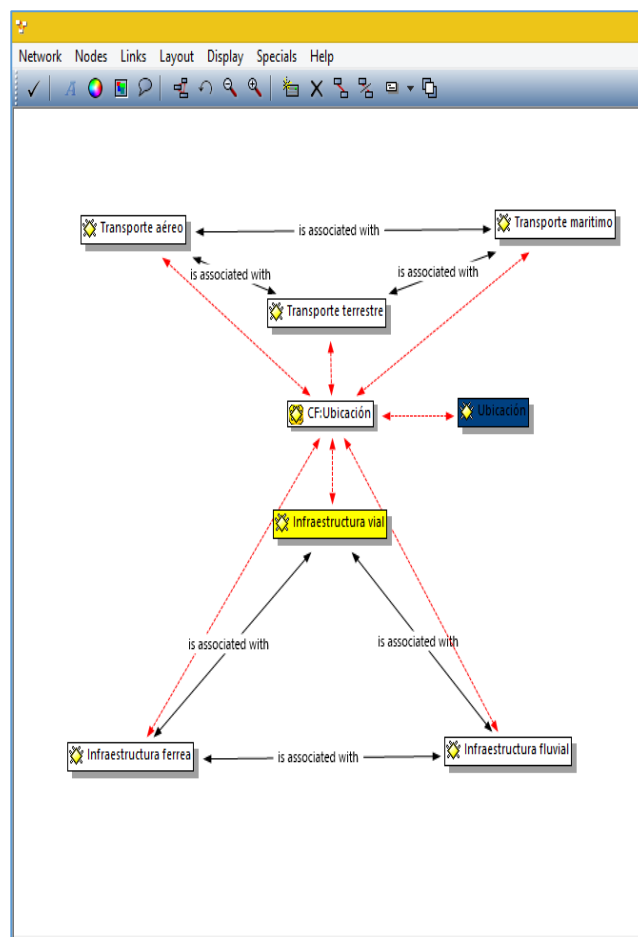 Network Nodes Links Layout Display Specials Help
Transporte aéreo
is associated with
Transporte maritimo
is associated with
is associated with
Transporte terrestre
CF:Ubicación
Ubicación
Infraestructura vial
is associated with
is associated with
Infraestructura ferrea
is associated with
Infraestructura fluvial